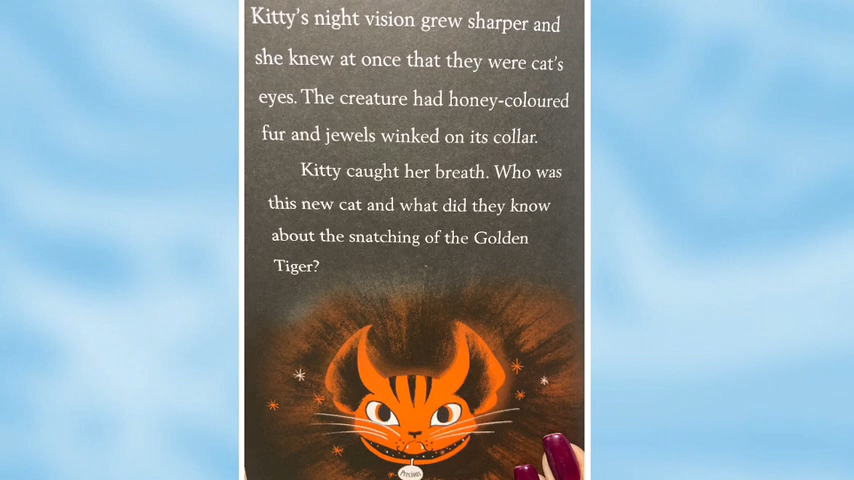 Kitty's night vision grew sharper and
she knew at once that they were cat's
eyes. The creature had honey-coloured
fur and jewels winked on its collar.
Kitty caught her breath. Who was
this new cat and what did they know
about the snatching of the Golden
Tiger?
Precious